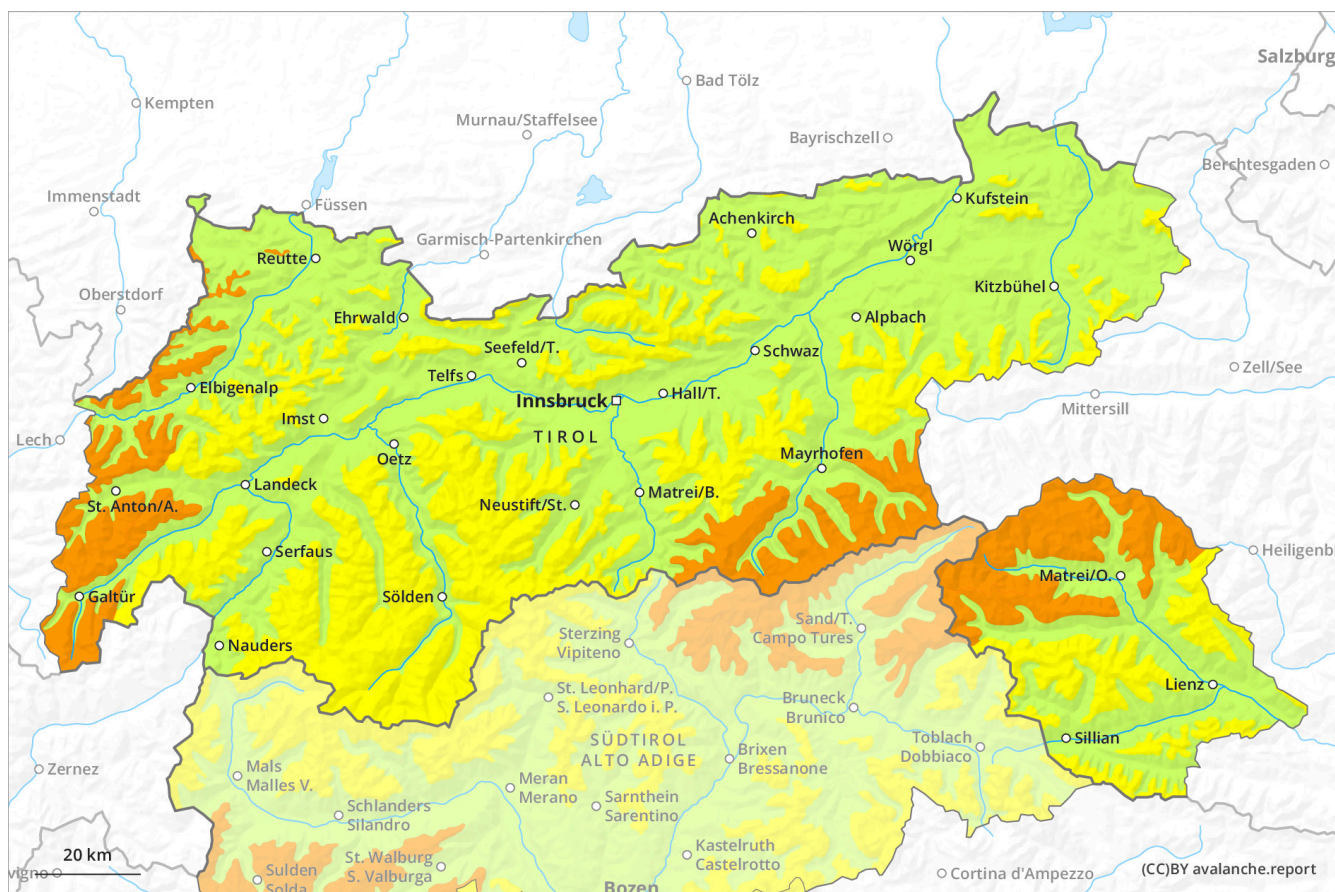 Salzburg
Bad Tölz
Kempten
Murnau/Staffelsee
Bayrischzell
Berchtesgaden
Immenstadt
Füssen
Kufstein
Achenkirch
Garmisch-Partenkirchen
Wörgl
Reutte
Kitzbühel
Oberstdorf
Ehrwald
Alpbach
Seefeld/T.
Schwaz
Zell/See
Telfs
Elbigenalp
Hall/T.
Innsbruck
Mittersill
Imst
Lech
TIROL
Mayrhofen
Oetz
Landeck
Matrei/B.
St. Anton/A.
Neustift/St.
Serfaus
Heiligenb
Matrei/O.
Galtür
Sölden
Sand/T.
Campo Tures
Sterzing
Vipiteno
Nauders
Lienz
St. Leonhard/P.
S. Leonardo i. P.
Bruneck
Brunico
Sillian
SÜDTIROL
ALTO ADIGE
Toblach
Dobbiaco
Brixen
Bressanone
Zernez
Mals
Malles V.
Meran
Merano
Schlanders
Silandro
Sarnthein
Sarentino
Kastelruth
Castelrotto
20 km
St. Walburg
S. Valburga
vigno
Sulden
Solda
Bozen
Cortina d'Ampezzo
(CC)BY avalanche.report